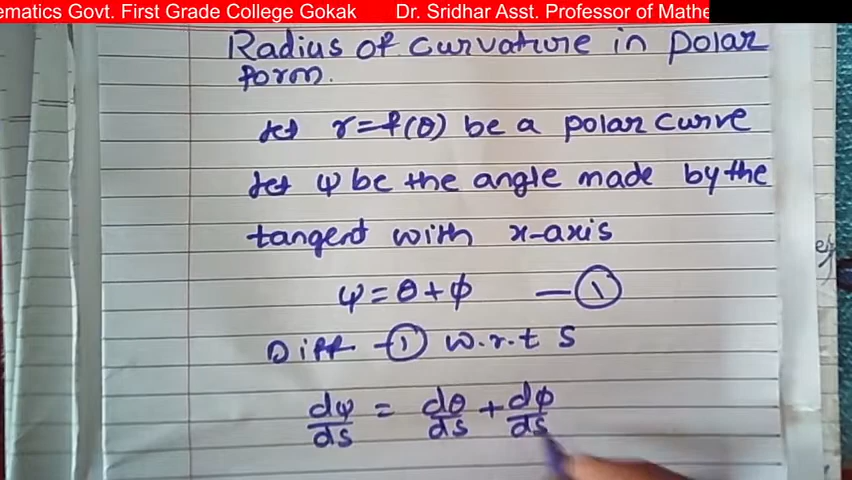 ematics Govt. First Grade College Gokak Dr. Sridhar Asst. Professor of Mathe
Radius of curvature in polar
form.
Let r=f(θ) be a polar curve
Let ψ be the angle made by the
tangent with x-axis
ψ = θ + φ — ①
Diff - ① w.r.t s
dψ/ds = dθ/ds + dφ/ds